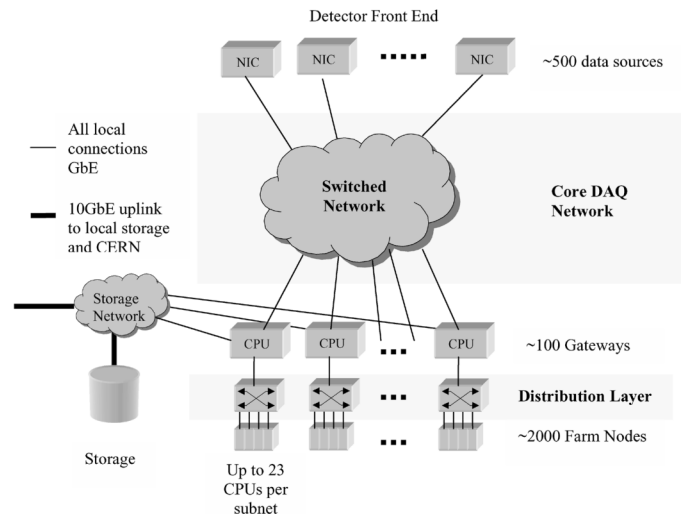 Detector Front End
NIC
NIC
NIC
~500 data sources
All local
connections
GbE
Switched
Network
Core DAQ
Network
10GbE uplink
to local storage
and CERN
Storage
Network
CPU
CPU
CPU
~100 Gateways
Distribution Layer
~2000 Farm Nodes
Storage
Up to 23
CPUs per
subnet